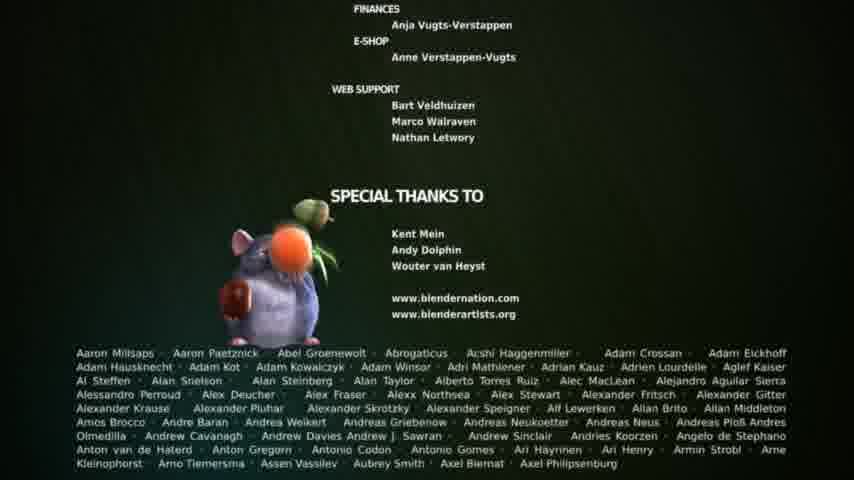 FINANCES
Anja Vugts-Verstappen
E-SHOP
Anne Verstappen-Vugts
WEB SUPPORT
Bart Veldhuizen
Marco Walraven
Nathan Letwory
SPECIAL THANKS TO
Kent Mein
Andy Dolphin
Wouter van Heyst
www.blendernation.com
www.blenderartists.org
Aaron Millsaps · Aaron Paetznick · Abel Groenewolt · Abrogaticus · Acshi Haggenmiller · Adam Crossan · Adam Eickhoff
Adam Hausknecht · Adam Kot · Adam Kowalczyk · Adam Winsor · Adri Mathlener · Adrian Kauz · Adrien Lourdelle · Aglef Kaiser
Al Steffen · Alan Snelson · Alan Steinberg · Alan Taylor · Alberto Torres Ruiz · Alec MacLean · Alejandro Aguilar Sierra
Alessandro Perroud · Alex Deucher · Alex Fraser · Alexx Northsea · Alex Stewart · Alexander Fritsch · Alexander Gitter
Alexander Krause · Alexander Pluhar · Alexander Skrotzky · Alexander Speigner · Alf Lewerken · Allan Brito · Allan Middleton
Amos Brocco · Andre Baran · Andrea Weikert · Andreas Griebenow · Andreas Neukoetter · Andreas Neus · Andreas Ploß Andres
Olmedilla · Andrew Cavanagh · Andrew Davies Andrew J. Sawran · Andrew Sinclair · Andries Koorzen · Angelo de Stephano
Anton van de Haterd · Anton Gregorn · Antonio Codón · Antonio Gomes · Ari Häyrinen · Ari Henry · Armin Strobl · Arne
Kleinophorst · Arno Tiemersma · Assen Vassilev · Aubrey Smith · Axel Biernat · Axel Philipsenburg